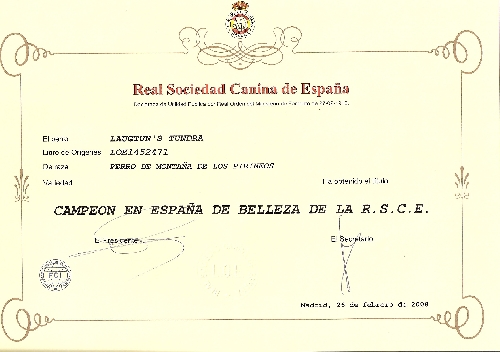 Real Sociedad Canina de España
El perro LAUGTUN'S TUNDRA
Libro de Orígenes LOE1452471
De raza PERRO DE MONTAÑA DE LOS PIRINEOS
Variedad Ha obtenido el título
CAMPEON EN ESPAÑA DE BELLEZA DE LA R.S.C.E.
El Presidente El Secretario
FCI
Madrid, 26 de febrero de 2008